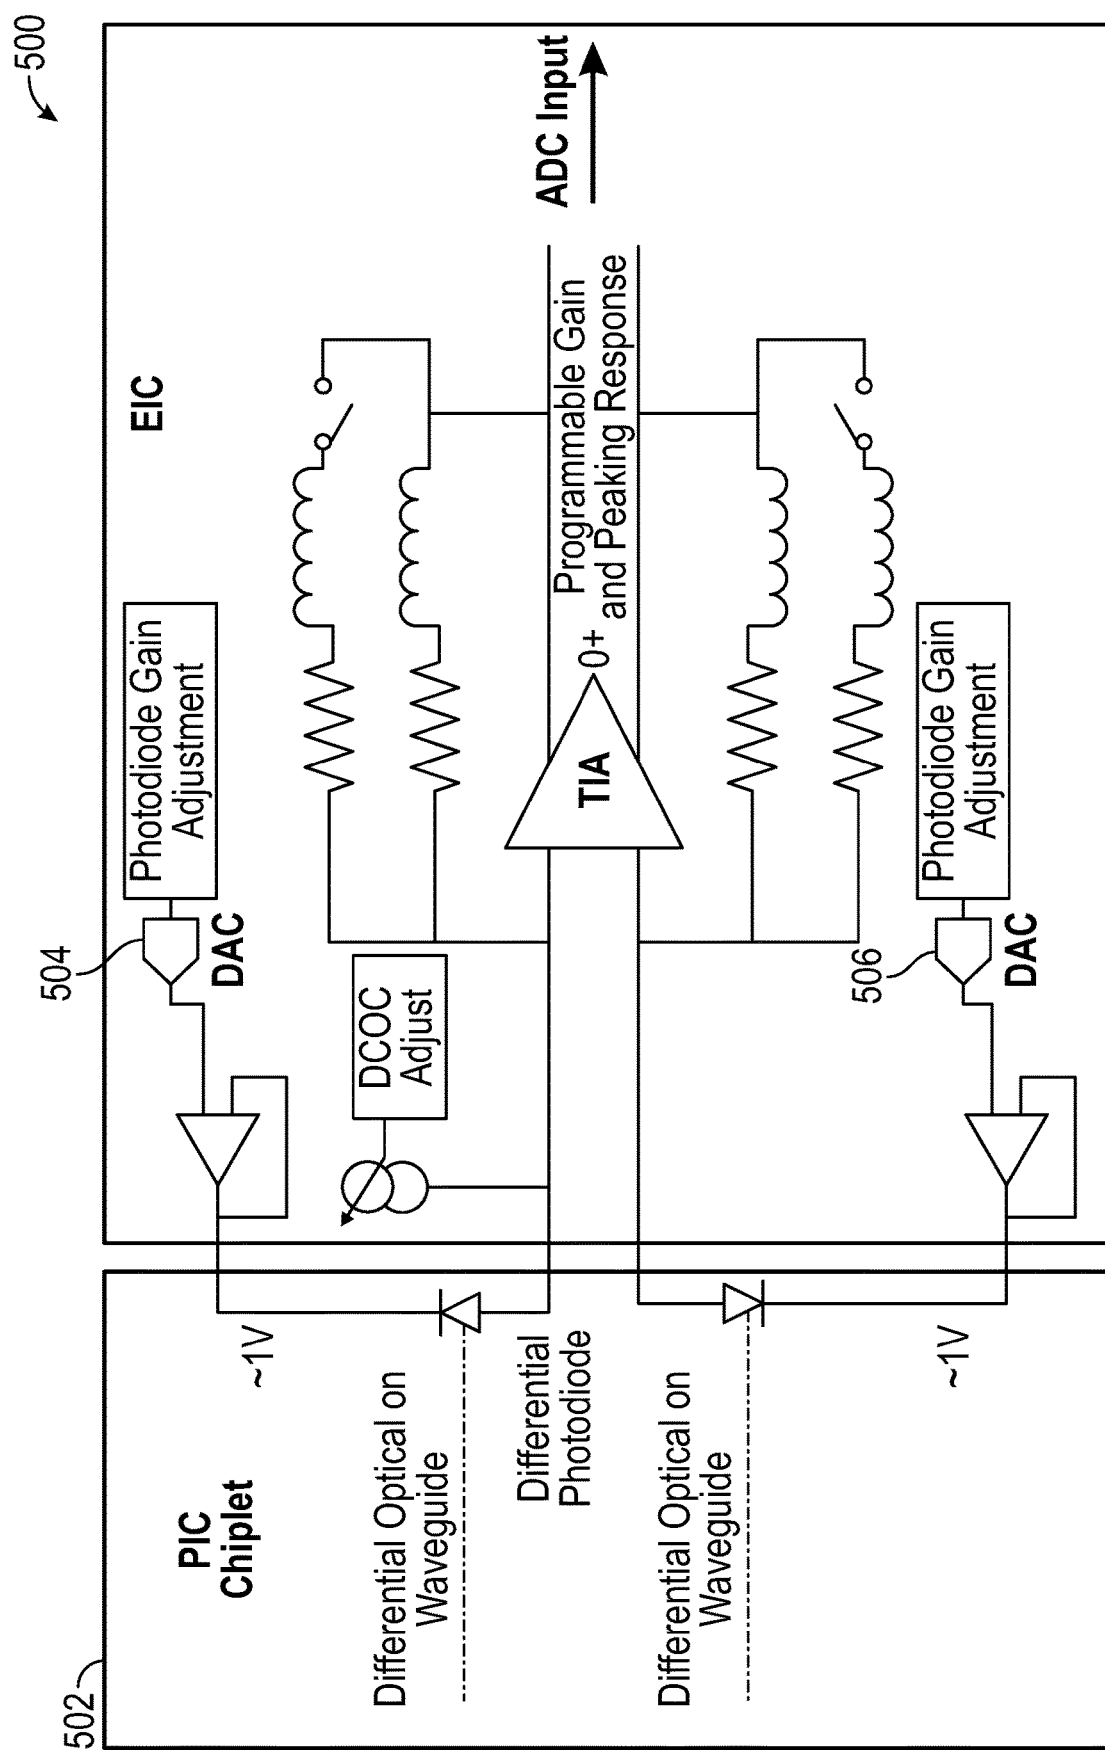 500
502
PIC
Chiplet
~1V
Differential Optical on
Waveguide
Differential
Photodiode
Differential Optical on
Waveguide
~1V
EIC
504
DAC
Photodiode Gain
Adjustment
DCOC
Adjust
TIA
0+
Programmable Gain
and Peaking Response
ADC Input
506
DAC
Photodiode Gain
Adjustment